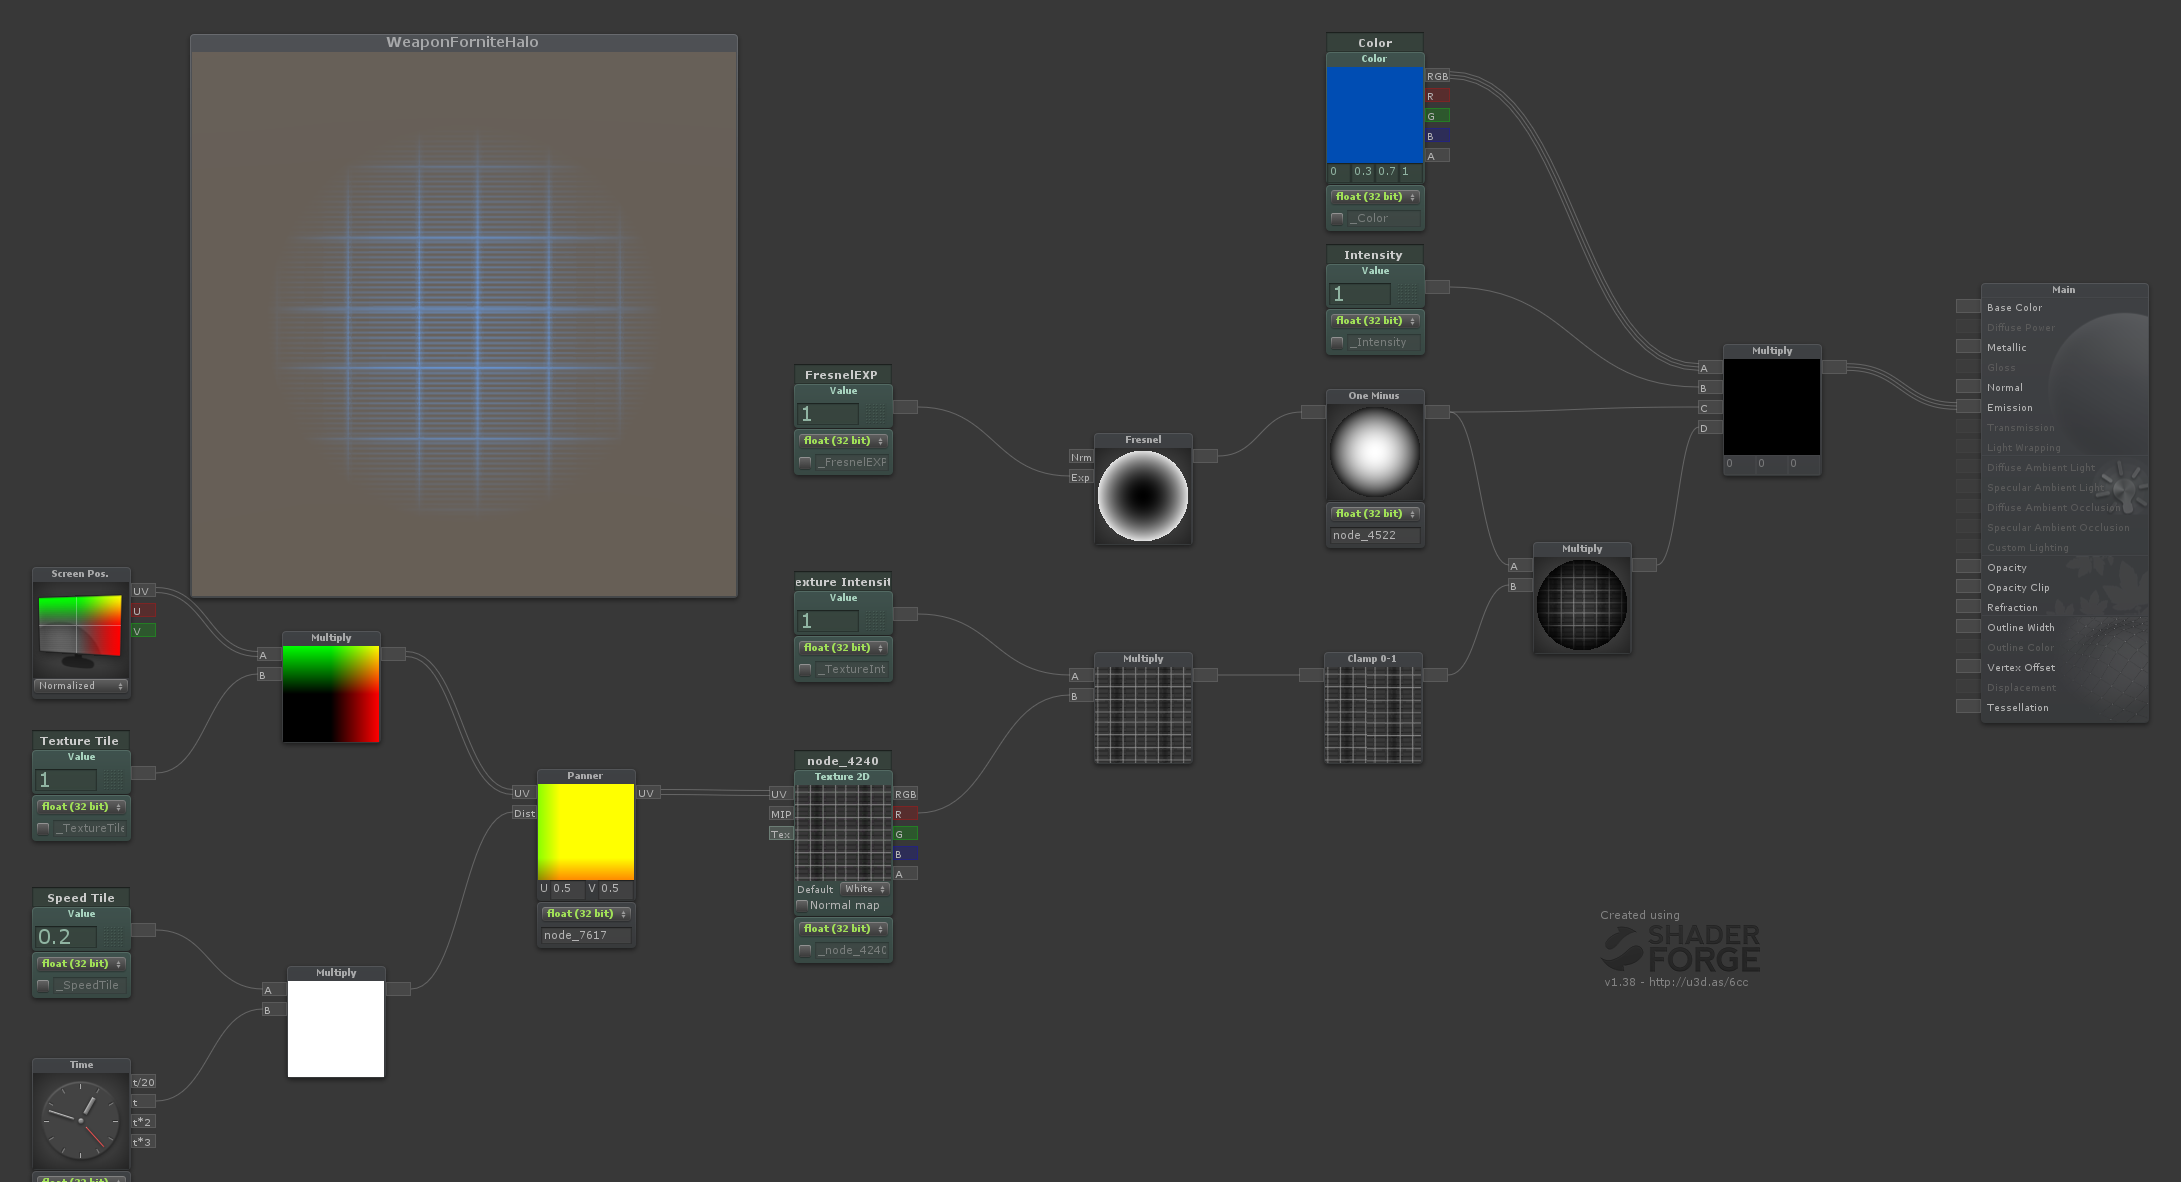 WeaponForniteHalo
Screen Pos.
UV
U
V
Normalized
Texture Tile
Value
1
float (32 bit)
_TextureTile
Speed Tile
Value
0.2
float (32 bit)
_SpeedTile
Time
t/20
t
t*2
t*3
float (32 bit)
Multiply
A
B
Multiply
A
B
Panner
UV
Dist
UV
U 0.5 V 0.5
float (32 bit)
node_7617
FresnelEXP
Value
1
float (32 bit)
_FresnelEXP
exture Intensit
Value
1
float (32 bit)
_TextureInt
node_4240
Texture 2D
UV
MIP
Tex
RGB
R
G
B
A
Default White
Normal map
float (32 bit)
_node_4240
Fresnel
Nrm
Exp
Multiply
A
B
Color
Color
RGB
R
G
B
A
0 0.3 0.7 1
float (32 bit)
_Color
Intensity
Value
1
float (32 bit)
_Intensity
One Minus
float (32 bit)
node_4522
Clamp 0-1
Multiply
A
B
Multiply
A
B
C
D
0 0 0
Main
Base Color
Diffuse Power
Metallic
Gloss
Normal
Emission
Transmission
Light Wrapping
Diffuse Ambient Light
Specular Ambient Light
Diffuse Ambient Occlusion
Specular Ambient Occlusion
Custom Lighting
Opacity
Opacity Clip
Refraction
Outline Width
Outline Color
Vertex Offset
Displacement
Tessellation
Created using
SHADER
FORGE
v1.38 - http://u3d.as/6cc